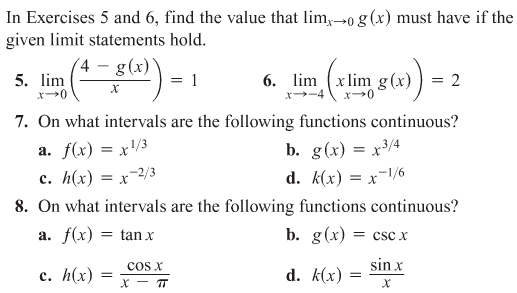 In Exercises 5 and 6, find the value that limₓ→₀ g(x) must have if the
given limit statements hold.
5. lim_{x→0} ((4 − g(x))/x) = 1    6. lim_{x→−4} (x lim_{x→0} g(x)) = 2
7. On what intervals are the following functions continuous?
a. f(x) = x^{1/3}    b. g(x) = x^{3/4}
c. h(x) = x^{−2/3}    d. k(x) = x^{−1/6}
8. On what intervals are the following functions continuous?
a. f(x) = tan x    b. g(x) = csc x
c. h(x) = cos x/(x − π)    d. k(x) = sin x/x